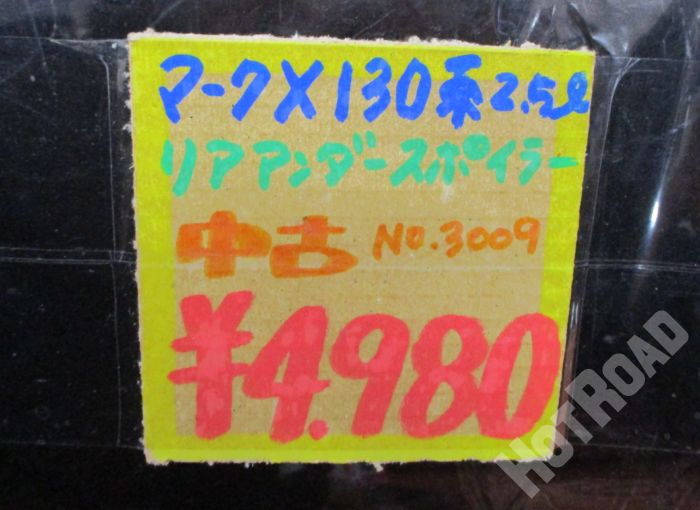 マークX130系2.5ℓ
リアアンダースポイラー
中古 No.3009
¥4.980
HOTROAD